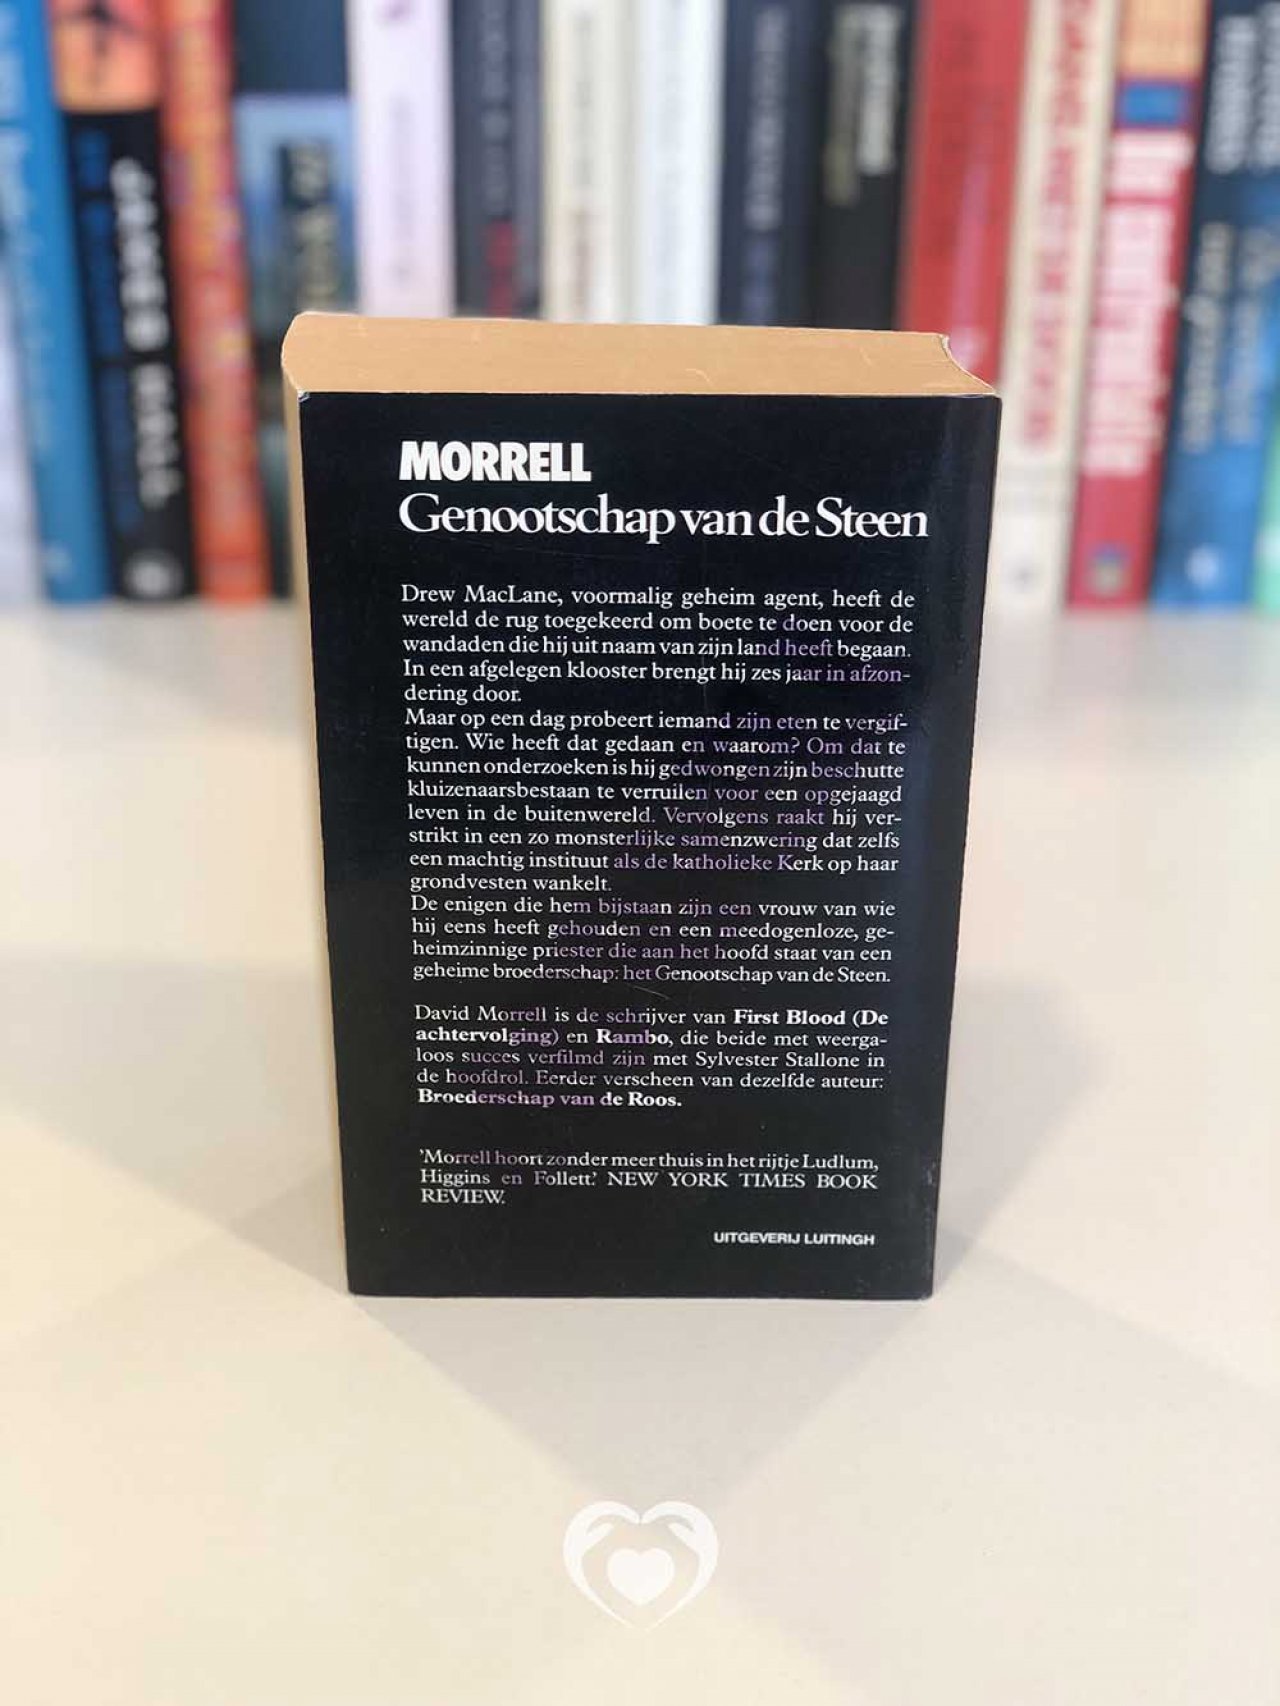 JAMES
MORRELL
Genootschap van de Steen
Drew MacLane, voormalig geheim agent, heeft de
wereld de rug toegekeerd om boete te doen voor de
wandaden die hij uit naam van zijn land heeft begaan.
In een afgelegen klooster brengt hij zes jaar in afzon-
dering door.
Maar op een dag probeert iemand zijn eten te vergif-
tigen. Wie heeft dat gedaan en waarom? Om dat te
kunnen onderzoeken is hij gedwongen zijn beschutte
kluizenaarsbestaan te verruilen voor een opgejaagd
leven in de buitenwereld. Vervolgens raakt hij ver-
strikt in een zo monsterlijke samenzwering dat zelfs
een machtig instituut als de katholieke Kerk op haar
grondvesten wankelt.
De enigen die hem bijstaan zijn een vrouw van wie
hij eens heeft gehouden en een meedogenloze, ge-
heimzinnige priester die aan het hoofd staat van een
geheime broederschap: het Genootschap van de Steen.
David Morrell is de schrijver van First Blood (De
achtervolging) en Rambo, die beide met weerga-
loos succes verfilmd zijn met Sylvester Stallone in
de hoofdrol. Eerder verscheen van dezelfde auteur:
Broederschap van de Roos.
'Morrell hoort zonder meer thuis in het rijtje Ludlum,
Higgins en Follett.' NEW YORK TIMES BOOK
REVIEW.
UITGEVERIJ LUITINGH